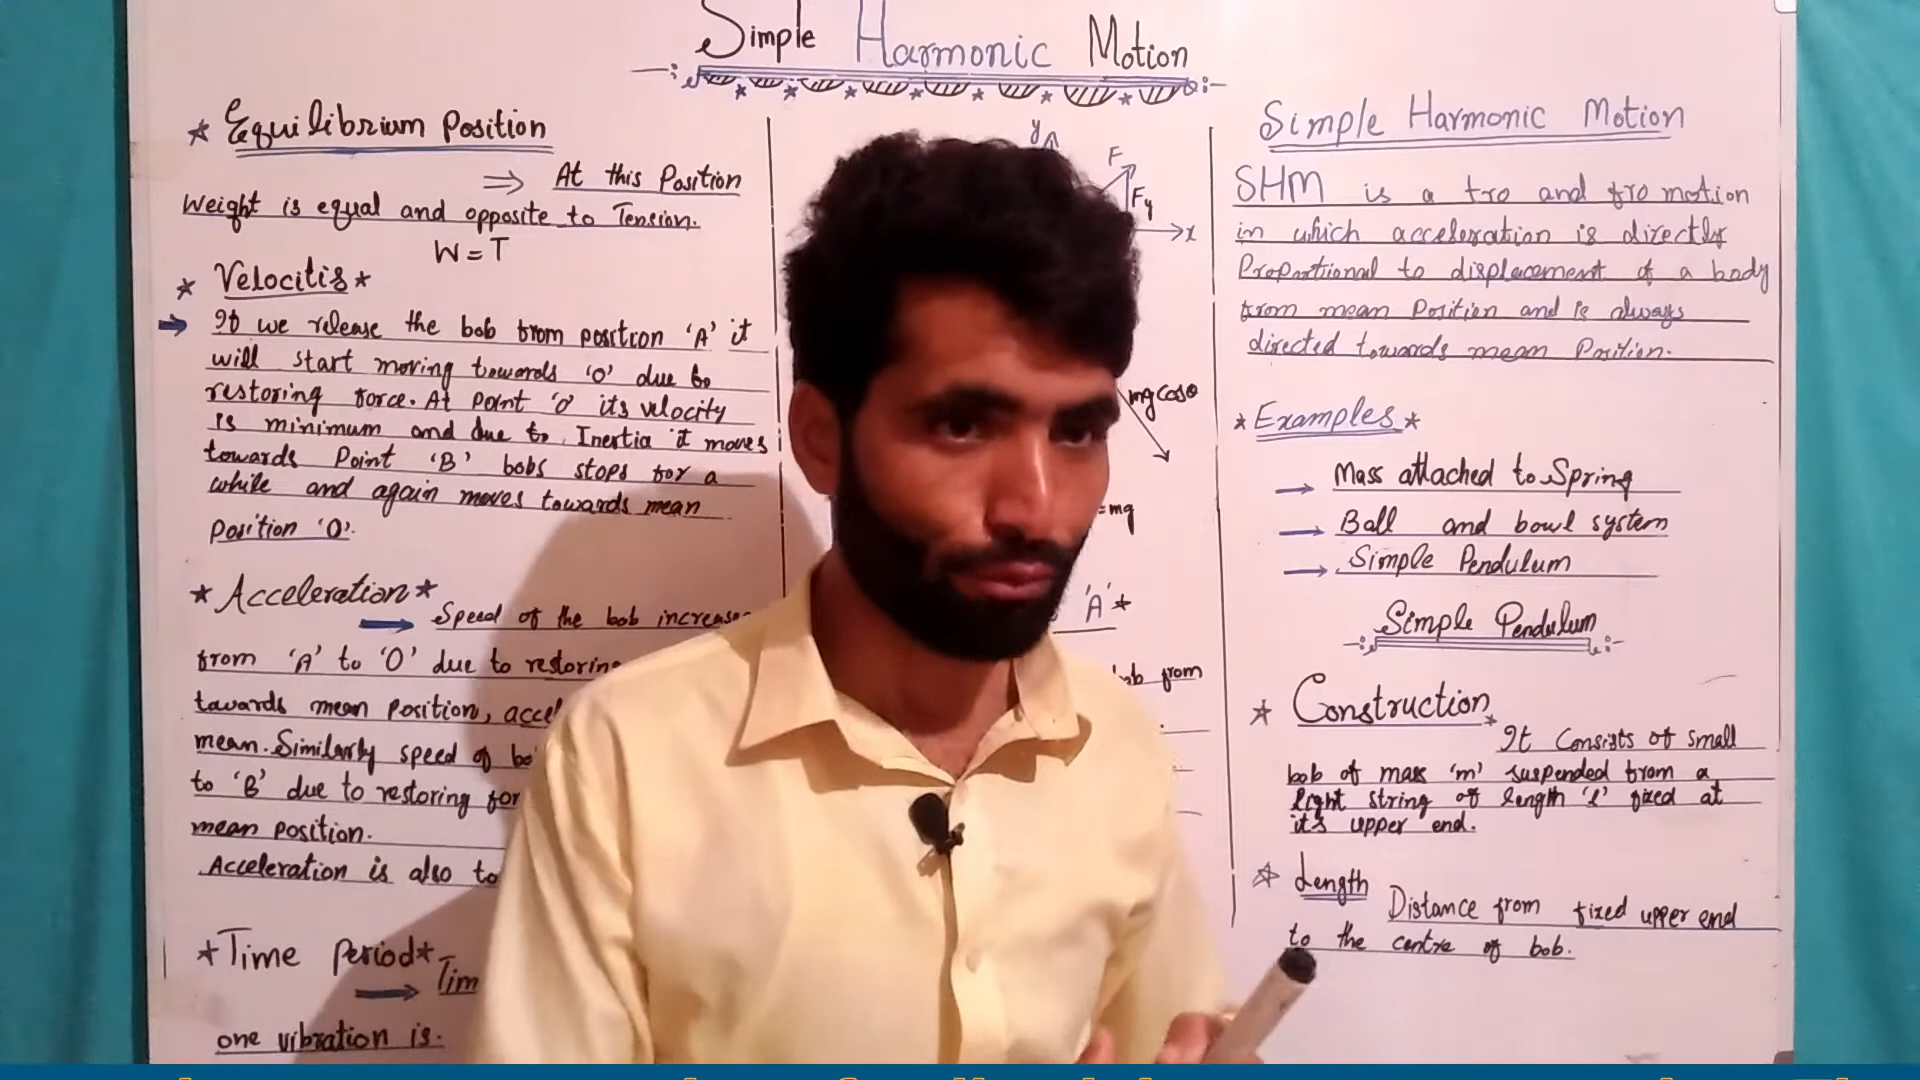 Simple Harmonic Motion
★ Equilibrium Position
⇒ At this Position
Weight is equal and opposite to Tension.
W = T
★ Velocitis ★
If we release the bob from position 'A' it
will start moving towards 'O' due to
restoring force. At point 'O' its velocity
is minimum and due to Inertia it moves
towards Point 'B' bobs stops for a
while and again moves towards mean
Position 'O'.
★ Acceleration ★
Speed of the bob increase
from 'A' to 'O' due to restoring
towards mean Position, accel
mean. Similarly speed of bo
to 'B' due to restoring for
mean position.
Acceleration is also to
★ Time Period ★
Tim
one vibration is.
y
F
Fy
x
mg cosθ
=mg
'A' ★
bob from
Simple Harmonic Motion
SHM is a tro and fro motion
in which acceleration is directly
Proportional to displacement of a body
from mean Position and is always
directed towards mean Position.
★ Examples ★
→ Mass attached to Spring
→ Ball and bowl system
→ Simple Pendulum
Simple Pendulum
★ Construction ★
It Consists of small
bob of mass 'm' suspended from a
light string of length 'l' fixed at
it's upper end.
★ Length
Distance from fixed upper end
to the centre of bob.